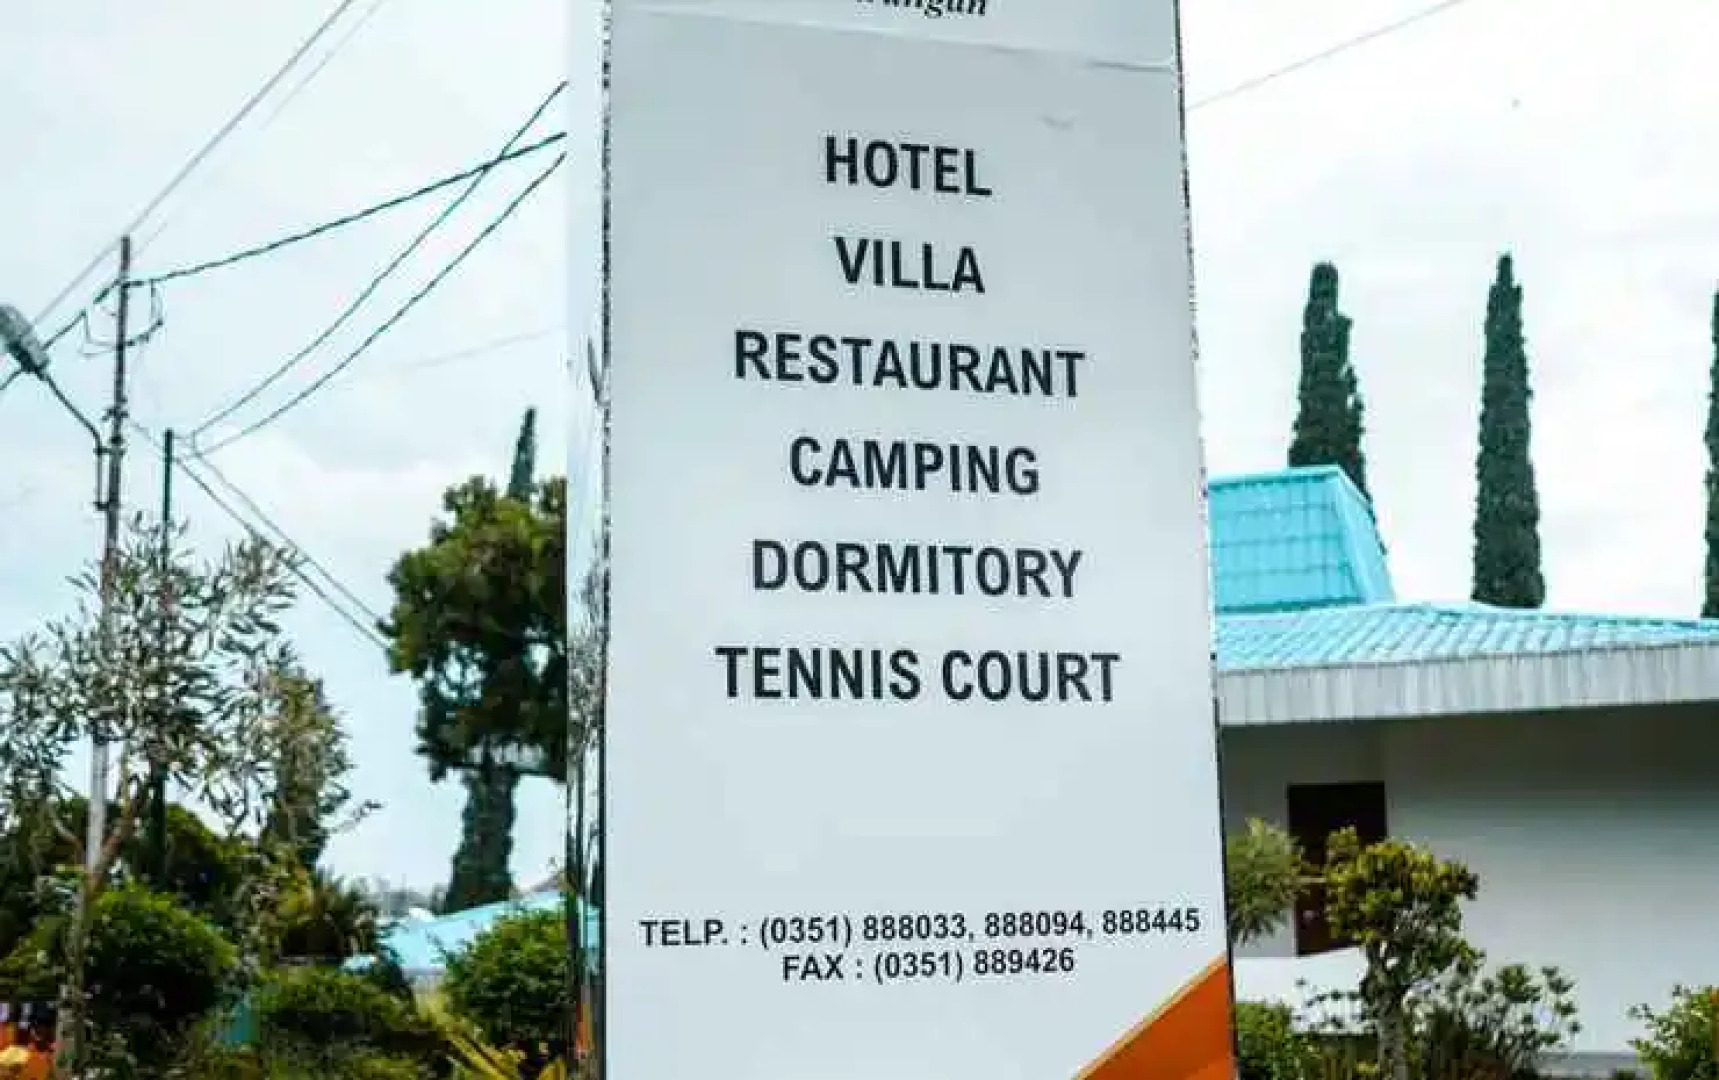 HOTEL
VILLA
RESTAURANT
CAMPING
DORMITORY
TENNIS COURT
TELP. : (0351) 888033, 888094, 888445
FAX : (0351) 889426